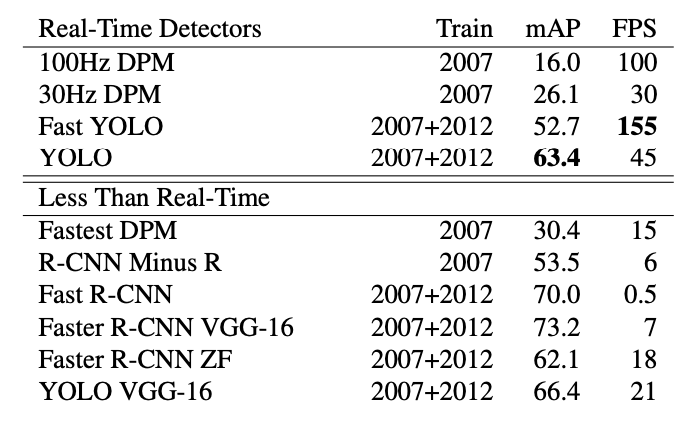 Real-Time Detectors Train mAP FPS
100Hz DPM 2007 16.0 100
30Hz DPM 2007 26.1 30
Fast YOLO 2007+2012 52.7 155
YOLO 2007+2012 63.4 45
Less Than Real-Time
Fastest DPM 2007 30.4 15
R-CNN Minus R 2007 53.5 6
Fast R-CNN 2007+2012 70.0 0.5
Faster R-CNN VGG-16 2007+2012 73.2 7
Faster R-CNN ZF 2007+2012 62.1 18
YOLO VGG-16 2007+2012 66.4 21